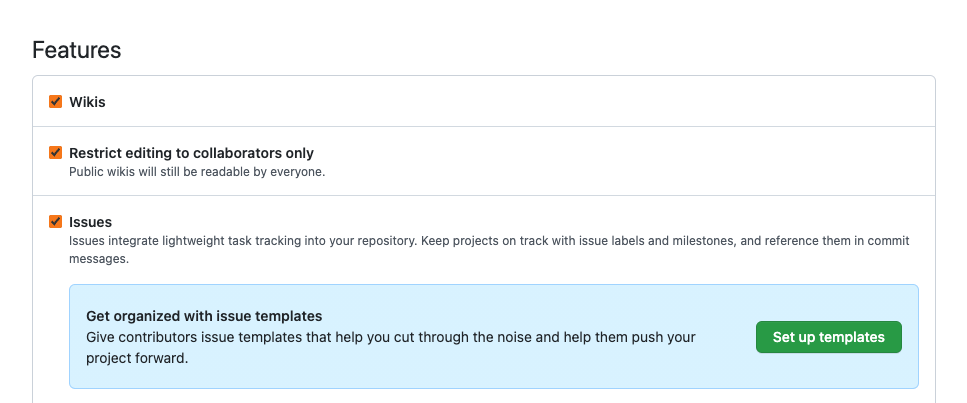 Features
Wikis
Restrict editing to collaborators only
Public wikis will still be readable by everyone.
Issues
Issues integrate lightweight task tracking into your repository. Keep projects on track with issue labels and milestones, and reference them in commit
messages.
Get organized with issue templates
Give contributors issue templates that help you cut through the noise and help them push your
project forward.
Set up templates